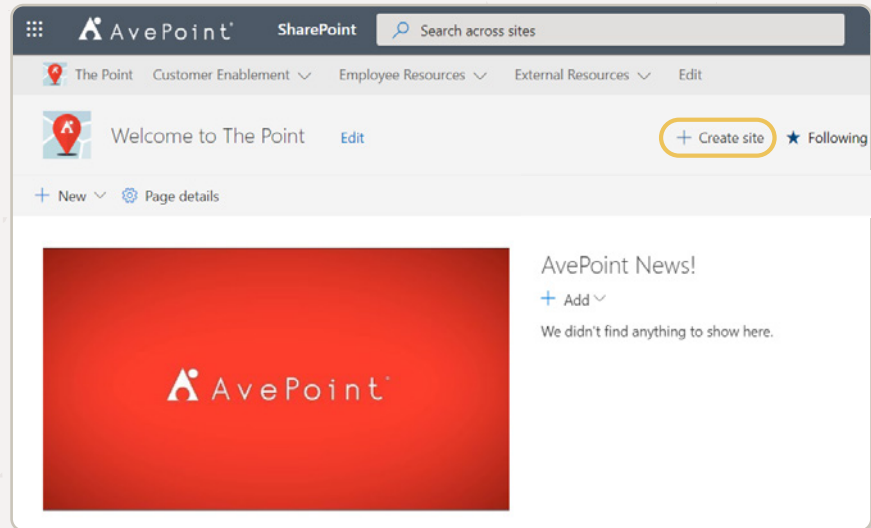 AvePoint® SharePoint Search across sites
The Point Customer Enablement Employee Resources External Resources Edit
Welcome to The Point Edit + Create site ★ Following
+ New Page details
AvePoint News!
+ Add
We didn't find anything to show here.
AvePoint®